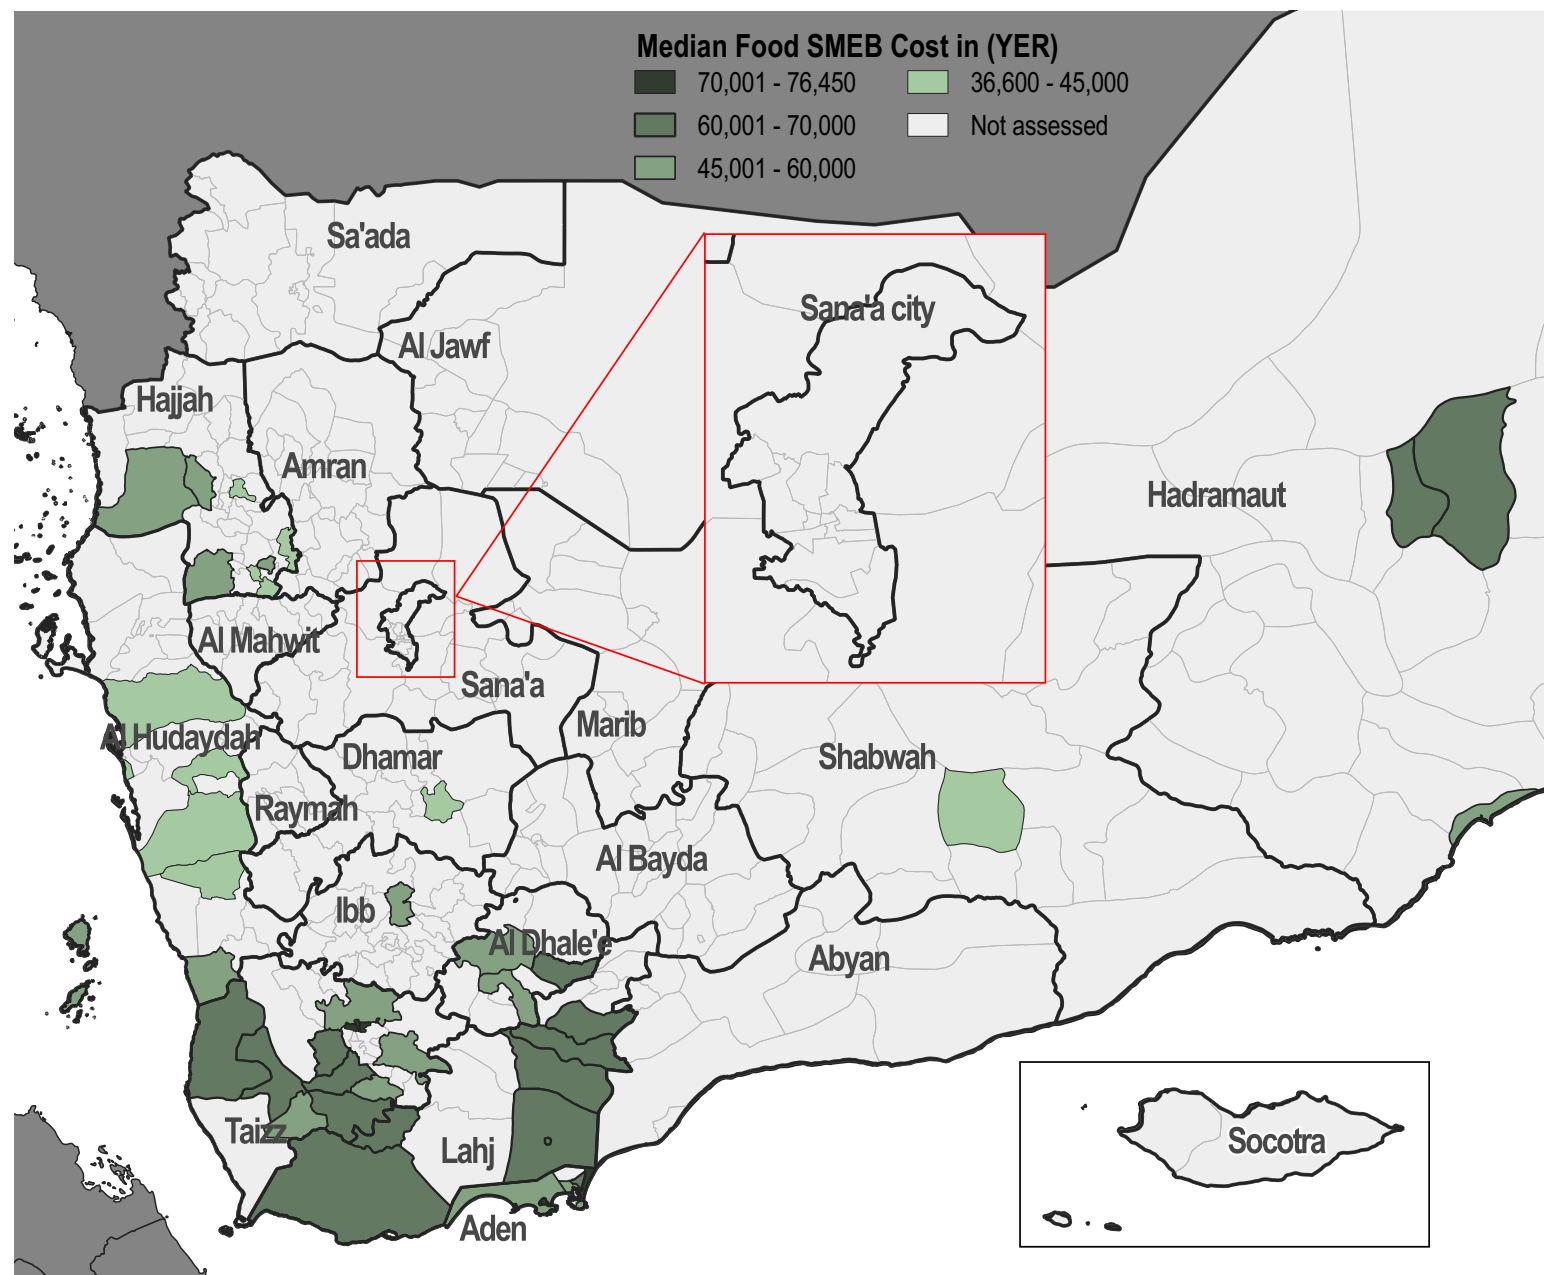 Median Food SMEB Cost in (YER)
70,001 - 76,450
36,600 - 45,000
60,001 - 70,000
Not assessed
45,001 - 60,000
Sa'ada
Sana'a city
Al Jawf
Hajjah
Amran
Hadramaut
Al Mahwit
Sana'a
Marib
Al Hudaydah
Dhamar
Shabwah
Raymah
Al Bayda
Ibb
Al Dhale'e
Abyan
Taizz
Lahj
Socotra
Aden